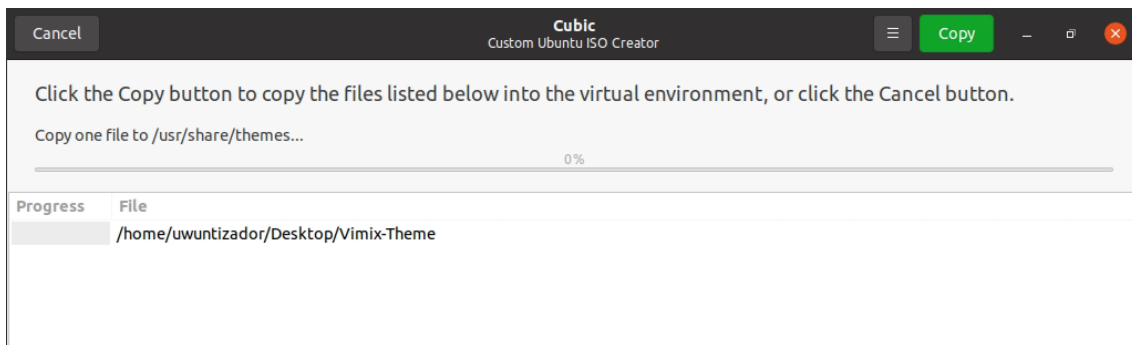 Cancel
Cubic
Custom Ubuntu ISO Creator
Copy
Click the Copy button to copy the files listed below into the virtual environment, or click the Cancel button.
Copy one file to /usr/share/themes...
0%
Progress File
/home/uwuntizador/Desktop/Vimix-Theme